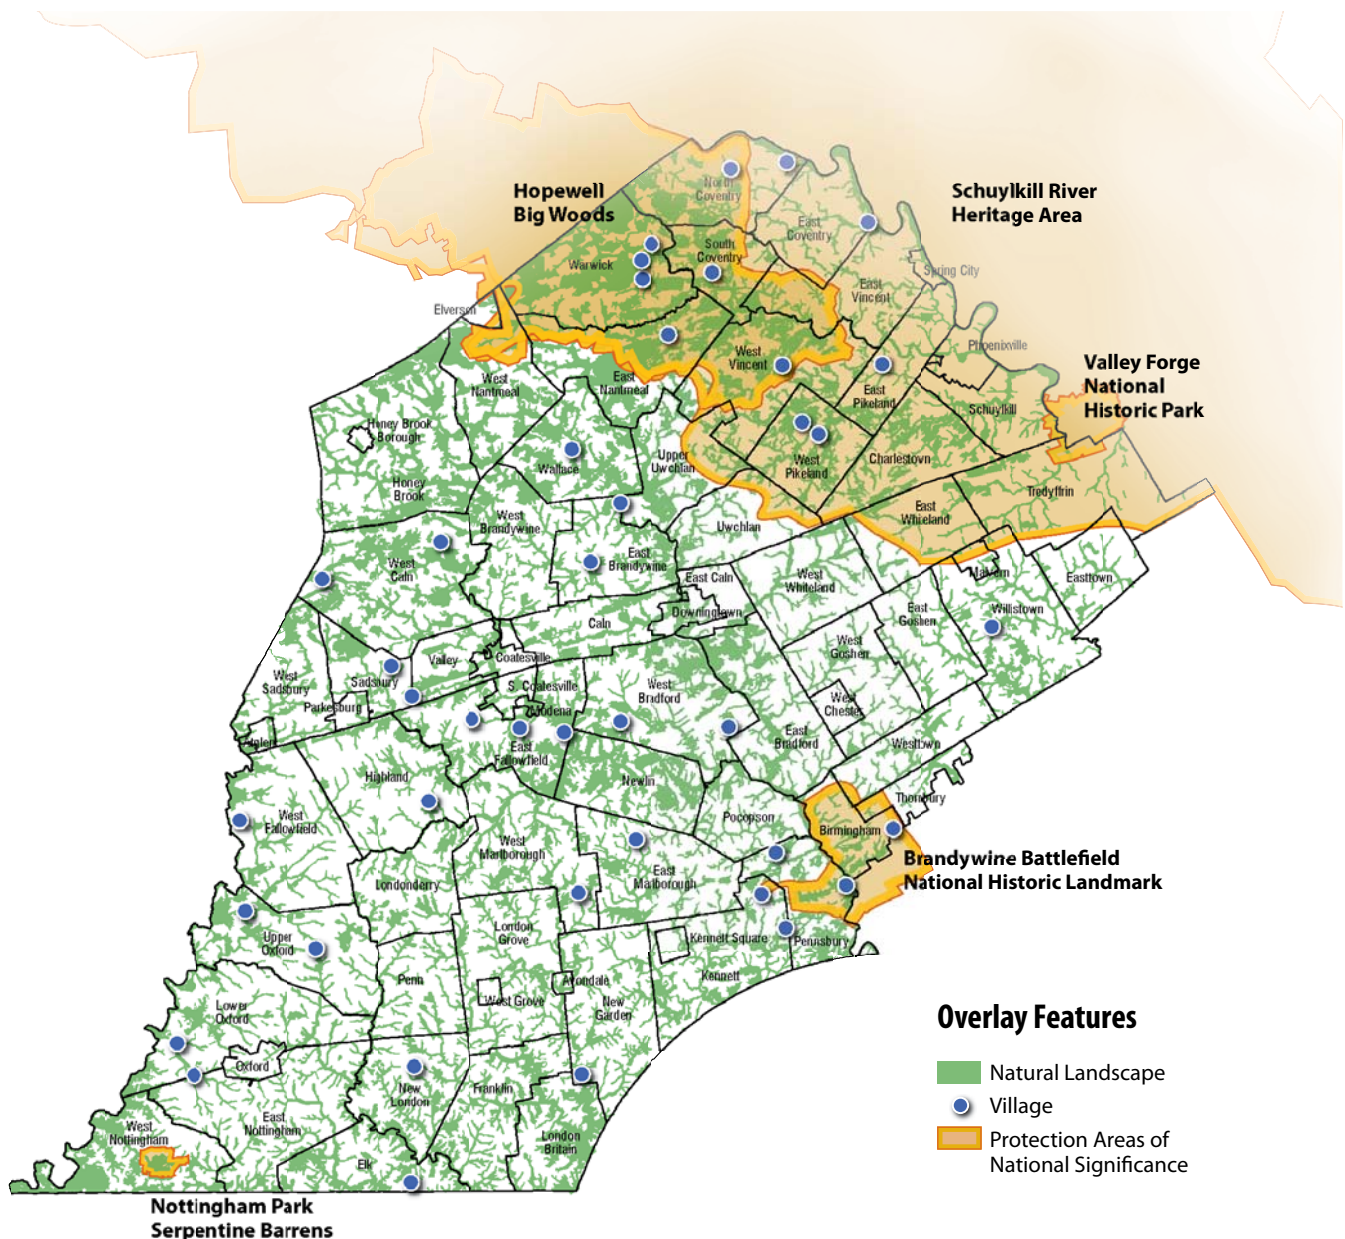 Hopewell
Big Woods
Schuylkill River
Heritage Area
North
Coventry
East
Coventry
South
Coventry
Warwick
Spring City
East
Vincent
Elverson
Phoenixville
West
Vincent
Valley Forge
National
Historic Park
West
Nantmeal
East
Nantmeal
East
Pikeland
Schuylkill
Honey Brook
Borough
Upper
Uwchlan
Wallace
West
Pikeland
Charlestown
Honey
Brook
Tredyffrin
East
Whiteland
West
Brandywine
Uwchlan
East
Brandywine
West
Caln
East Caln
West
Whiteland
Malvern
Easttown
Downingtown
East
Goshen
Willistown
Caln
West
Goshen
Valley
Coatesville
West
Sadsbury
Sadsbury
S. Coatesville
West
Bradford
Parkesburg
Modena
West
Chester
Atglen
East
Fallowfield
East
Bradford
Westtown
Highland
Newlin
Thornbury
West
Fallowfield
Pocopson
Birmingham
West
Marlborough
East
Marlborough
Brandywine Battlefield
National Historic Landmark
Londonderry
London
Grove
Upper
Oxford
Kennett Square
Pennsbury
Penn
Avondale
Kennett
West Grove
New
Garden
Lower
Oxford
Oxford
New
London
Franklin
East
Nottingham
West
Nottingham
London
Britain
Elk
Nottingham Park
Serpentine Barrens
Overlay Features
Natural Landscape
Village
Protection Areas of
National Significance